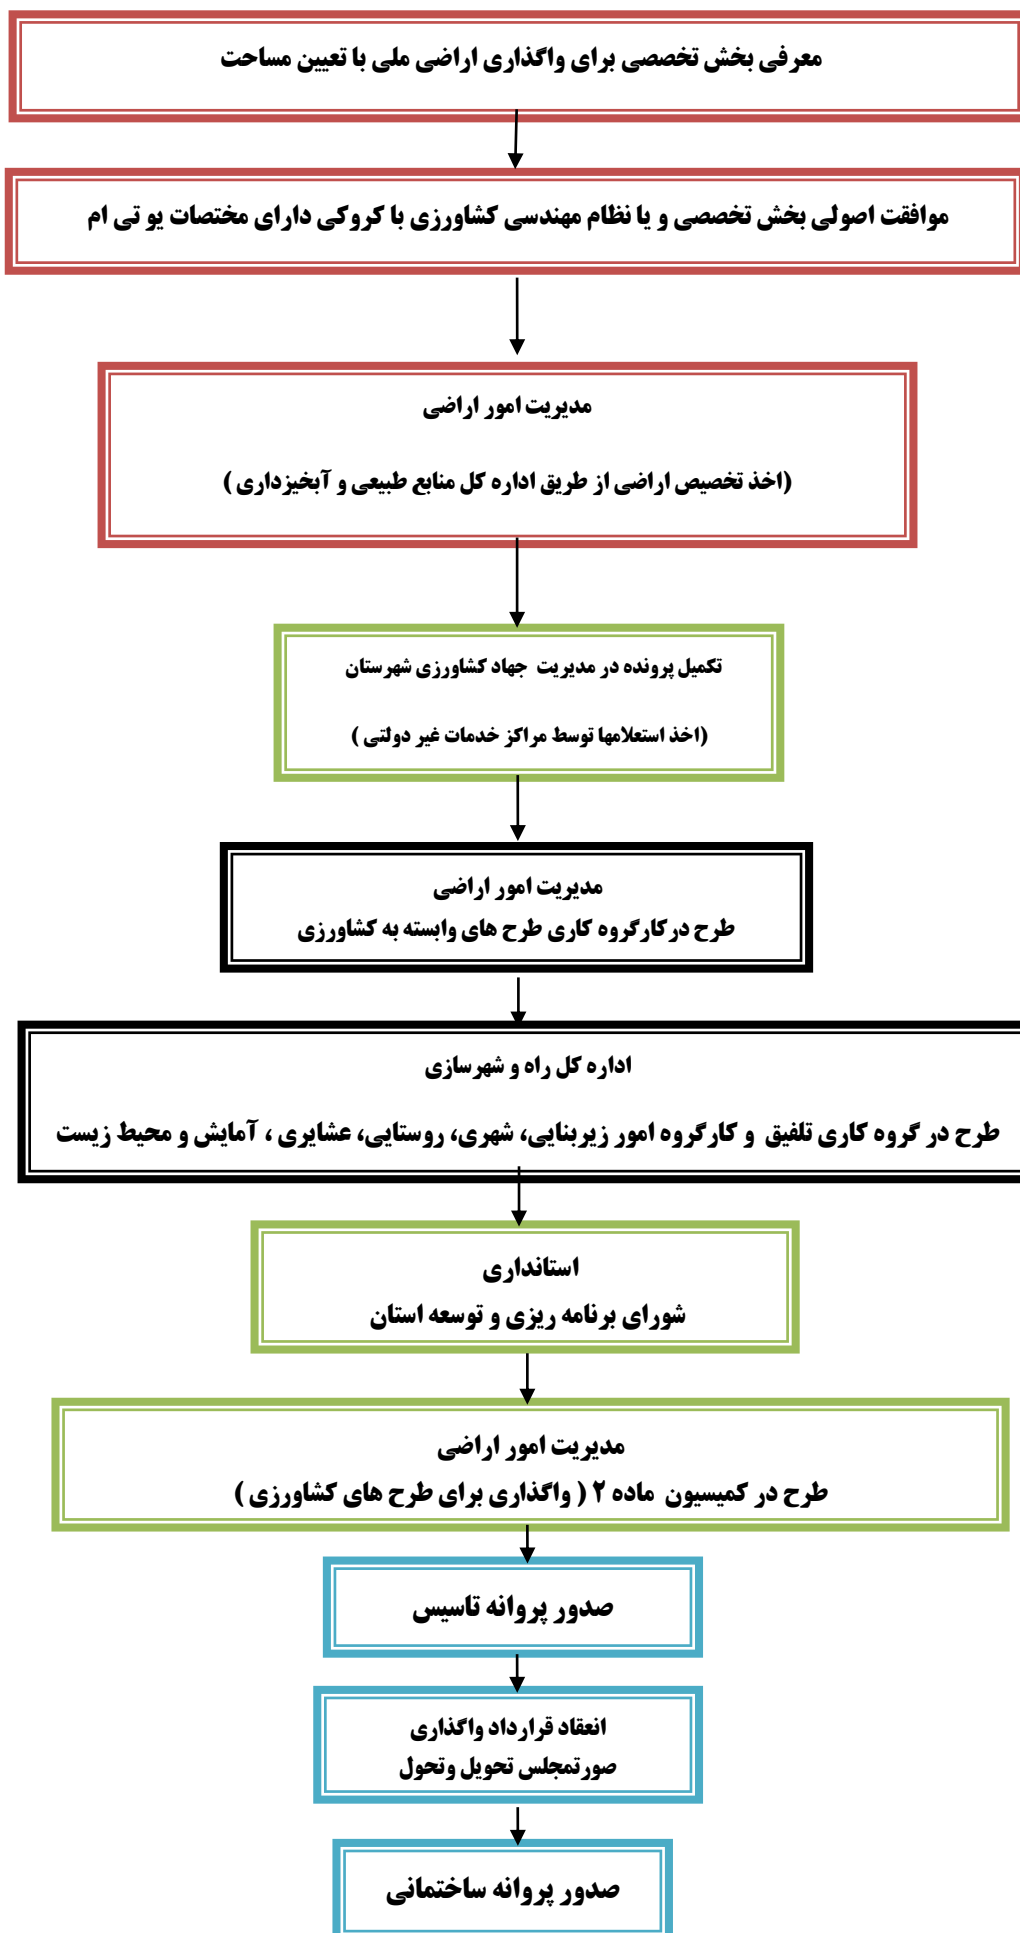 معرفی بخش تخصصی برای واگذاری اراضی ملی با تعیین مساحت
موافقت اصولی بخش تخصصی و یا نظام مهندسی کشاورزی با کروکی دارای مختصات یو تی ام
مدیریت امور اراضی
(اخذ تخصیص اراضی از طریق اداره کل منابع طبیعی و آبخیزداری )
تکمیل پرونده در مدیریت جهاد کشاورزی شهرستان
(اخذ استعلامها توسط مراکز خدمات غیر دولتی )
مدیریت امور اراضی
طرح درکارگروه کاری طرح های وابسته به کشاورزی
اداره کل راه و شهرسازی
طرح در گروه کاری تلفیق و کارگروه امور زیربنایی، شهری، روستایی، عشایری ، آمایش و محیط زیست
استانداری
شورای برنامه ریزی و توسعه استان
مدیریت امور اراضی
طرح در کمیسیون ماده ۲ ( واگذاری برای طرح های کشاورزی )
صدور پروانه تاسیس
انعقاد قرارداد واگذاری
صورتمجلس تحویل وتحول
صدور پروانه ساختمانی